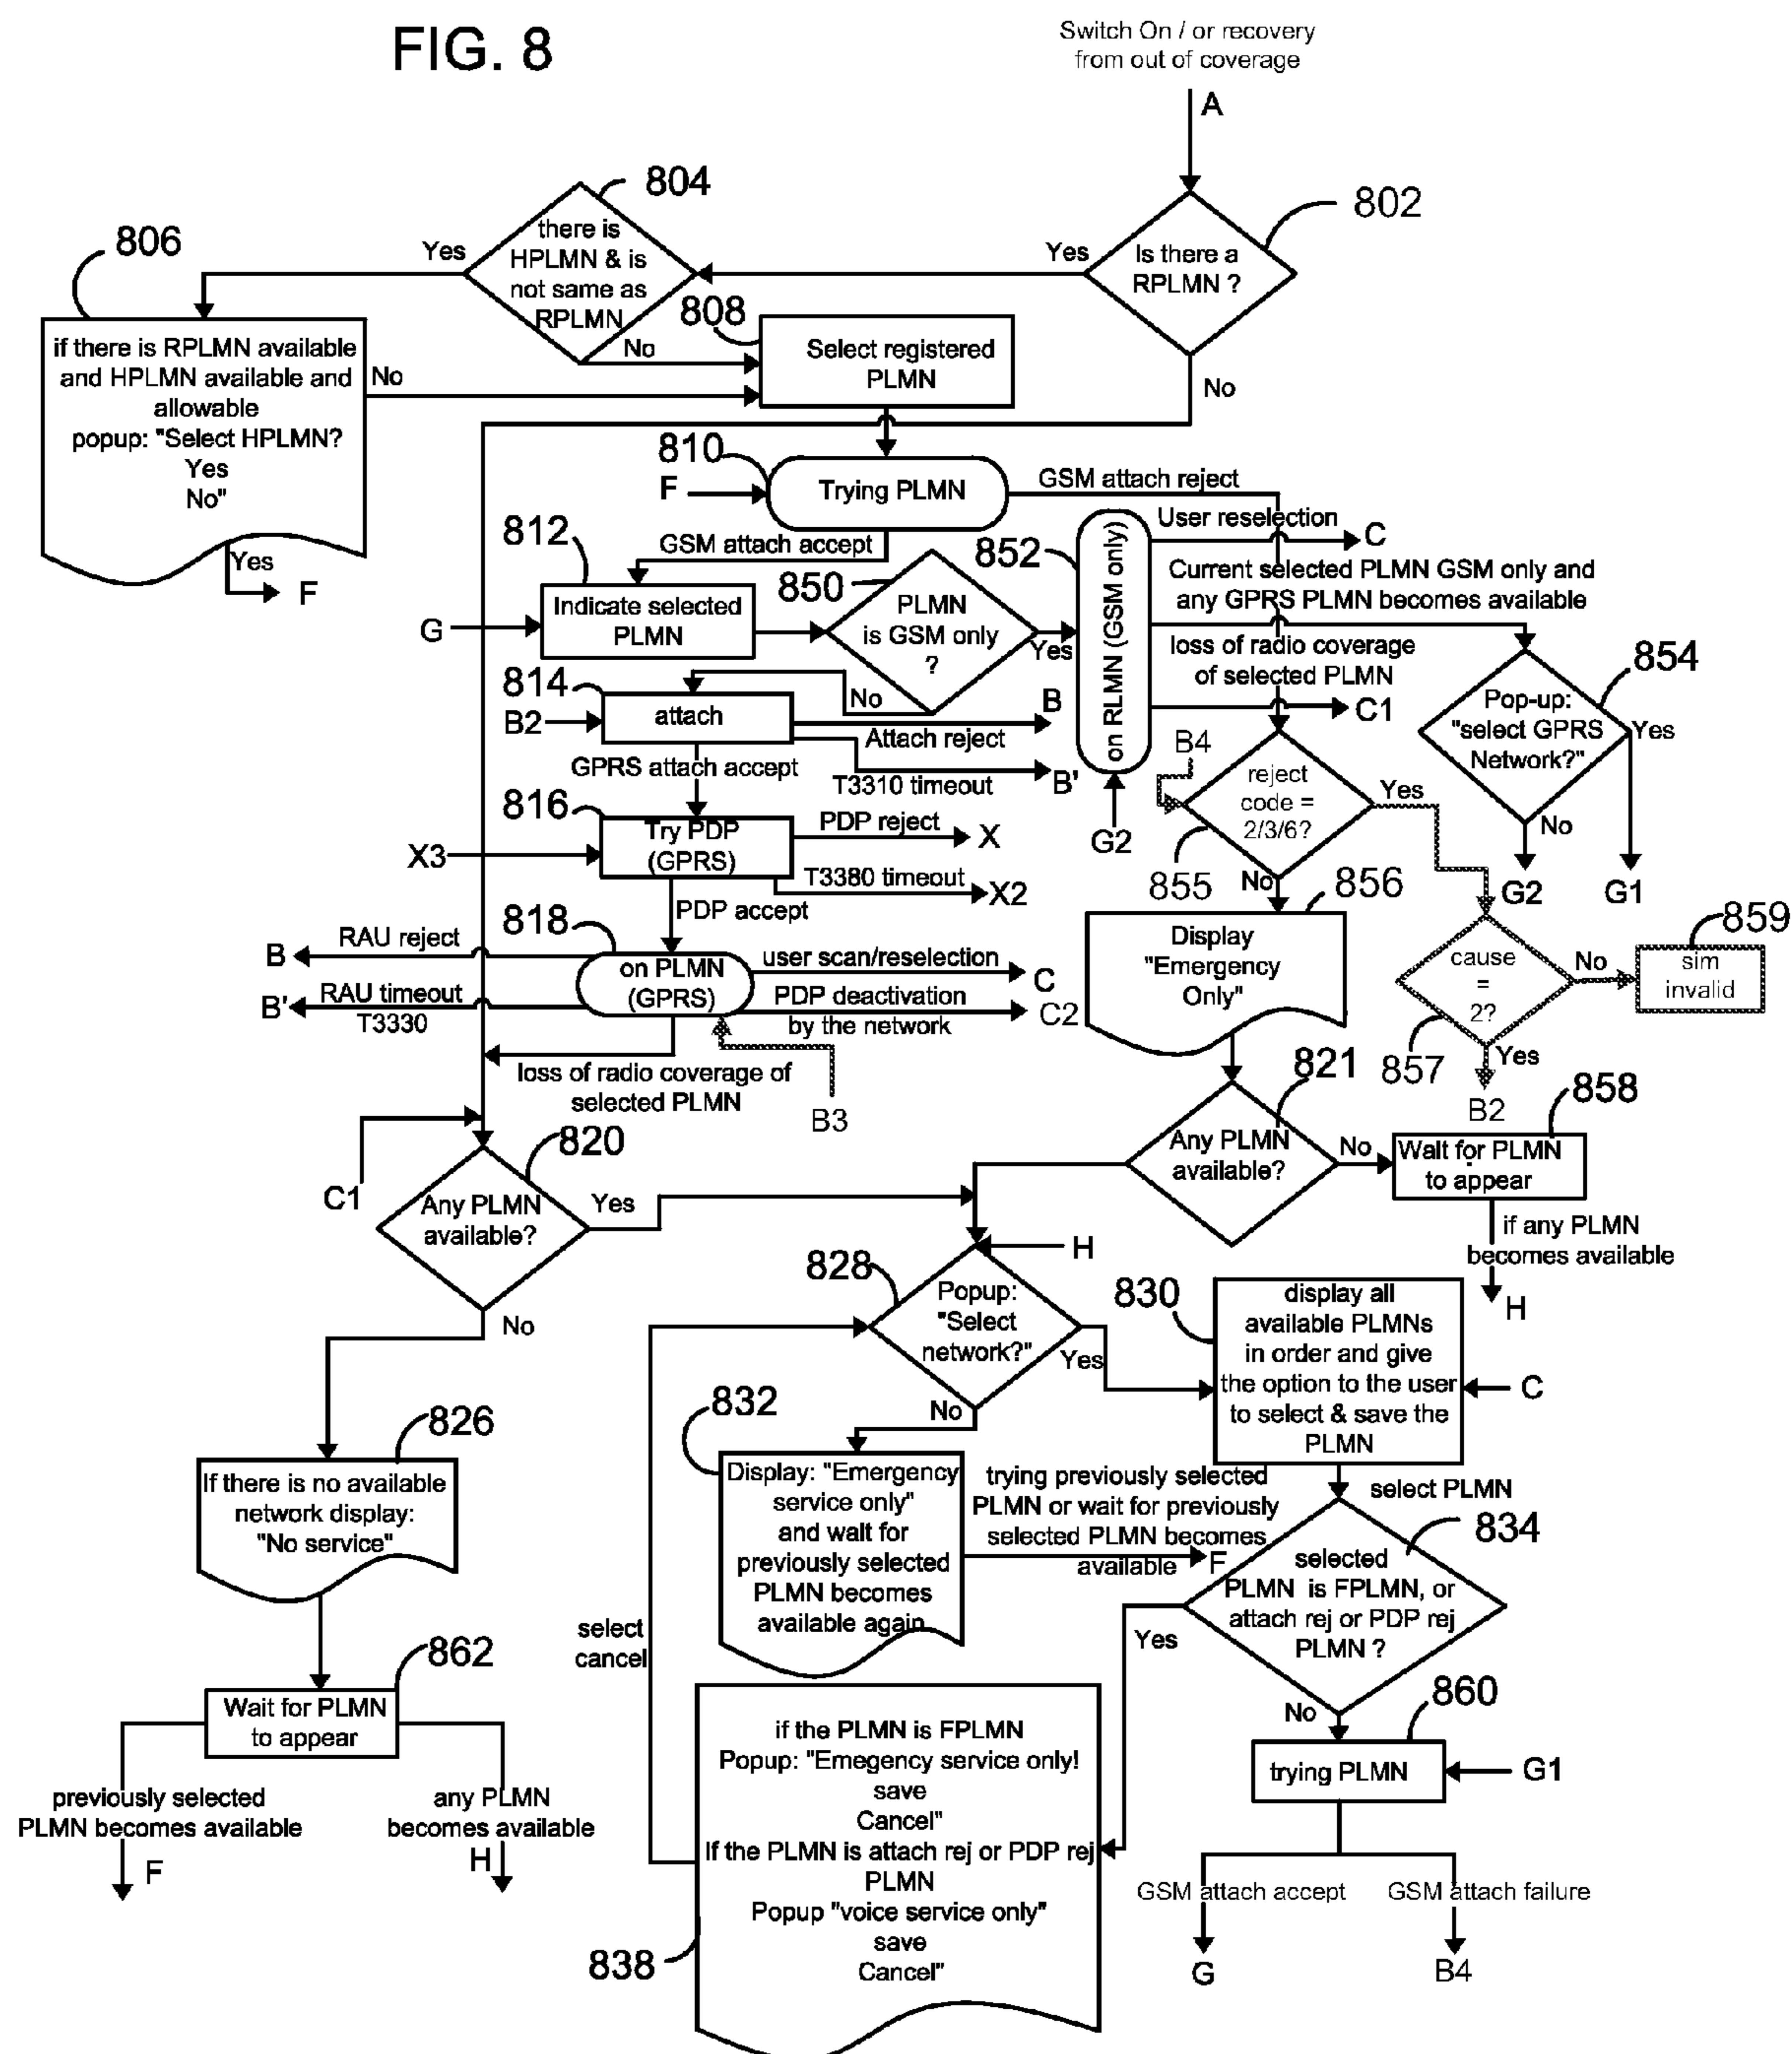 FIG. 8
Switch On / or recovery
from out of coverage
A
804
802
there is
HPLMN & is
not same as
RPLMN
Yes
Yes
Is there a
RPLMN ?
806
808
No
No
if there is RPLMN available
and HPLMN available and
allowable
popup: "Select HPLMN?
Yes
No"
No
Select registered
PLMN
Yes
F
810
F
Trying PLMN
GSM attach reject
GSM attach accept
812
G
Indicate selected
PLMN
850
PLMN
is GSM only
?
Yes
No
852
on RLMN (GSM only)
User reselection
C
Current selected PLMN GSM only and
any GPRS PLMN becomes available
loss of radio coverage
of selected PLMN
C1
G2
854
Pop-up:
"select GPRS
Network?"
Yes
No
G2
G1
814
B2
attach
B
Attach reject
B'
T3310 timeout
GPRS attach accept
816
X3
Try PDP
(GPRS)
PDP reject
X
T3380 timeout
X2
PDP accept
B4
reject
code =
2/3/6?
Yes
855
No
856
Display
"Emergency
Only"
cause
=
2?
857
No
859
sim
invalid
Yes
B2
818
B
RAU reject
B'
RAU timeout
T3330
on PLMN
(GPRS)
user scan/reselection
C
PDP deactivation
by the network
C2
loss of radio coverage of
selected PLMN
B3
C1
820
Any PLMN
available?
Yes
No
821
Any PLMN
available?
No
858
Wait for PLMN
to appear
if any PLMN
becomes available
H
H
828
Popup:
"Select
network?"
Yes
No
830
display all
available PLMNs
in order and give
the option to the user
to select & save the
PLMN
C
select PLMN
826
If there is no available
network display:
"No service"
832
Display: "Emergency
service only"
and wait for
previously selected
PLMN becomes
available again
trying previously selected
PLMN or wait for previously
selected PLMN becomes
available
F
834
selected
PLMN is FPLMN, or
attach rej or PDP rej
PLMN ?
Yes
No
862
Wait for PLMN
to appear
previously selected
PLMN becomes available
F
any PLMN
becomes available
H
select
cancel
838
if the PLMN is FPLMN
Popup: "Emegency service only!
save
Cancel"
If the PLMN is attach rej or PDP rej
PLMN
Popup "voice service only"
save
Cancel"
860
trying PLMN
G1
GSM attach accept
GSM attach failure
G
B4